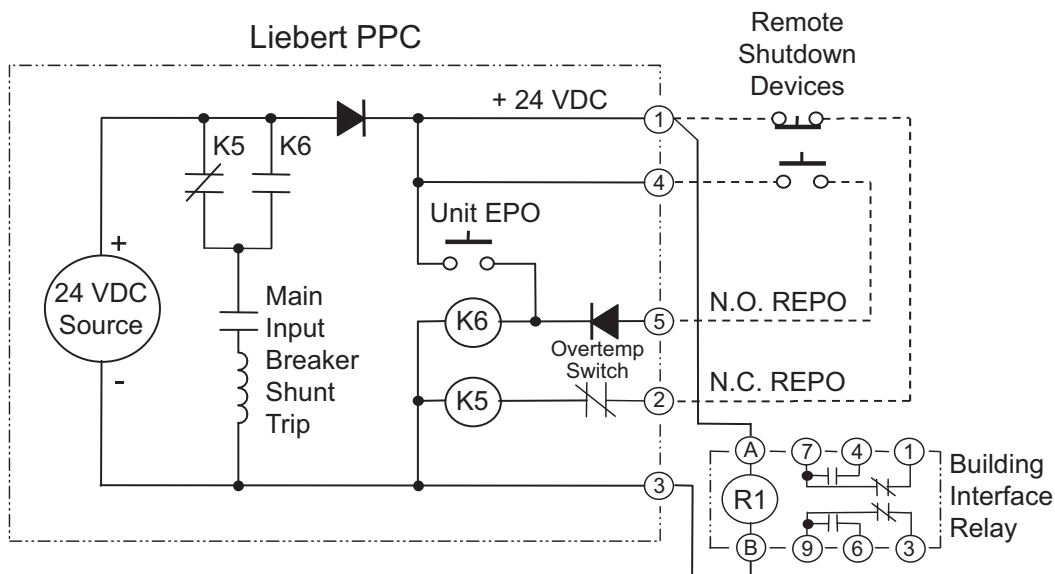 Liebert PPC
Remote
Shutdown
Devices
+ 24 VDC
1
K5
K6
4
Unit EPO
+
24 VDC
Source
-
Main
Input
Breaker
Shunt
Trip
K6
5
N.O. REPO
Overtemp
Switch
K5
2
N.C. REPO
3
A
7
4
1
R1
B
9
6
3
Building
Interface
Relay